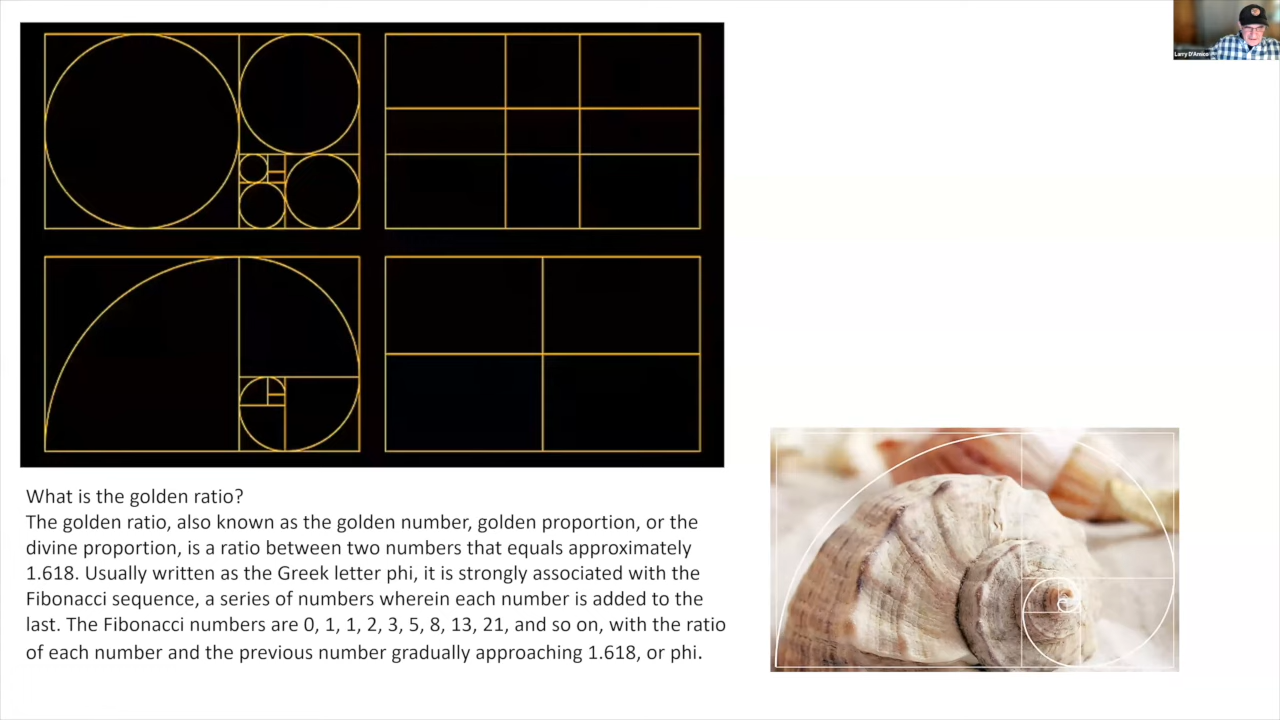 Larry D'Amico
What is the golden ratio?
The golden ratio, also known as the golden number, golden proportion, or the
divine proportion, is a ratio between two numbers that equals approximately
1.618. Usually written as the Greek letter phi, it is strongly associated with the
Fibonacci sequence, a series of numbers wherein each number is added to the
last. The Fibonacci numbers are 0, 1, 1, 2, 3, 5, 8, 13, 21, and so on, with the ratio
of each number and the previous number gradually approaching 1.618, or phi.